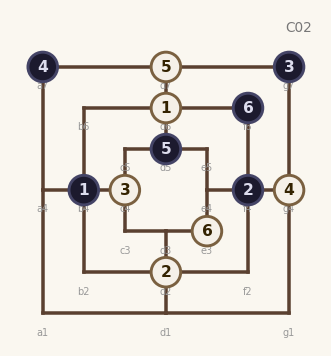 C02
4 5 3
a7 d7 g7
1 6
b6 d6 f6
5
c5 d5 e5
1 3 2 4
a4 b4 c4 e4 f4 g4
6
c3 d3 e3
2
b2 d2 f2
a1 d1 g1